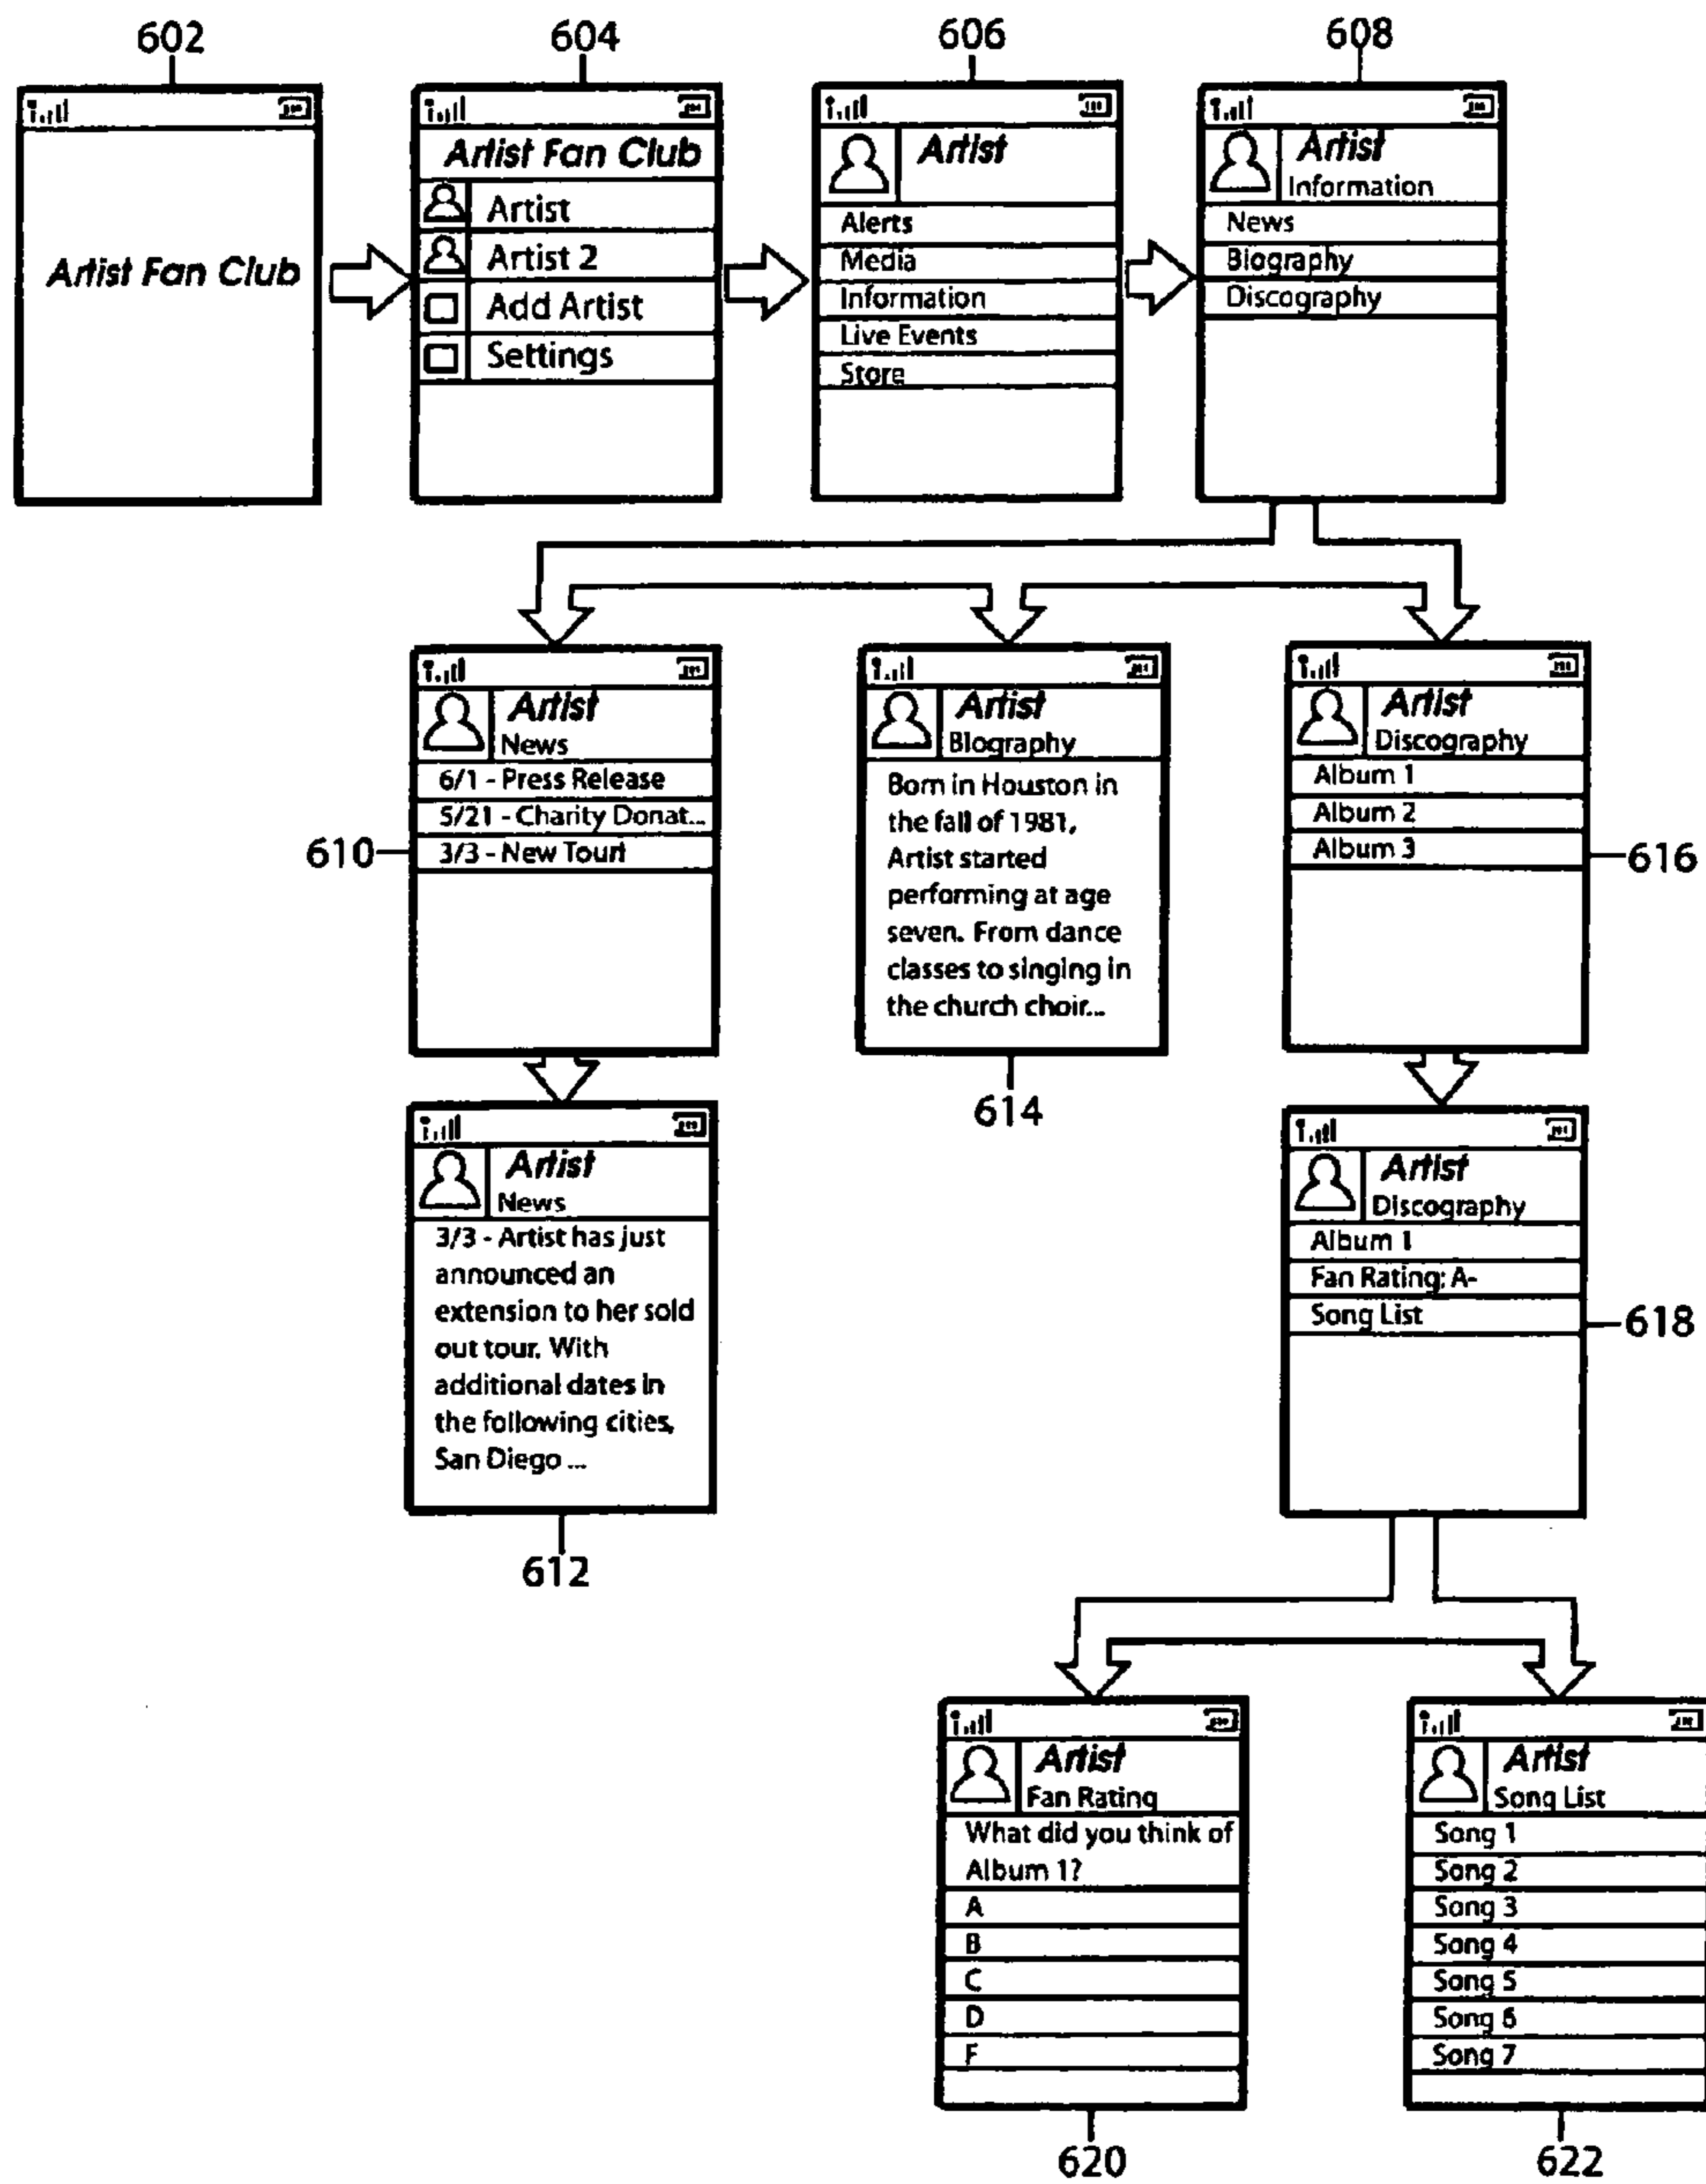 602
604
606
608
Artist Fan Club
Artist Fan Club
Artist
Artist 2
Add Artist
Settings
Artist
Alerts
Media
Information
Live Events
Store
Artist
Information
News
Biography
Discography
Artist
News
6/1 - Press Release
5/21 - Charity Donat...
3/3 - New Tour!
610
Artist
Biography
Born in Houston in
the fall of 1981,
Artist started
performing at age
seven. From dance
classes to singing in
the church choir...
614
Artist
Discography
Album 1
Album 2
Album 3
616
Artist
News
3/3 - Artist has just
announced an
extension to her sold
out tour. With
additional dates in
the following cities,
San Diego ...
612
Artist
Discography
Album 1
Fan Rating: A-
Song List
618
Artist
Fan Rating
What did you think of
Album 1?
A
B
C
D
F
620
Artist
Song List
Song 1
Song 2
Song 3
Song 4
Song 5
Song 6
Song 7
622